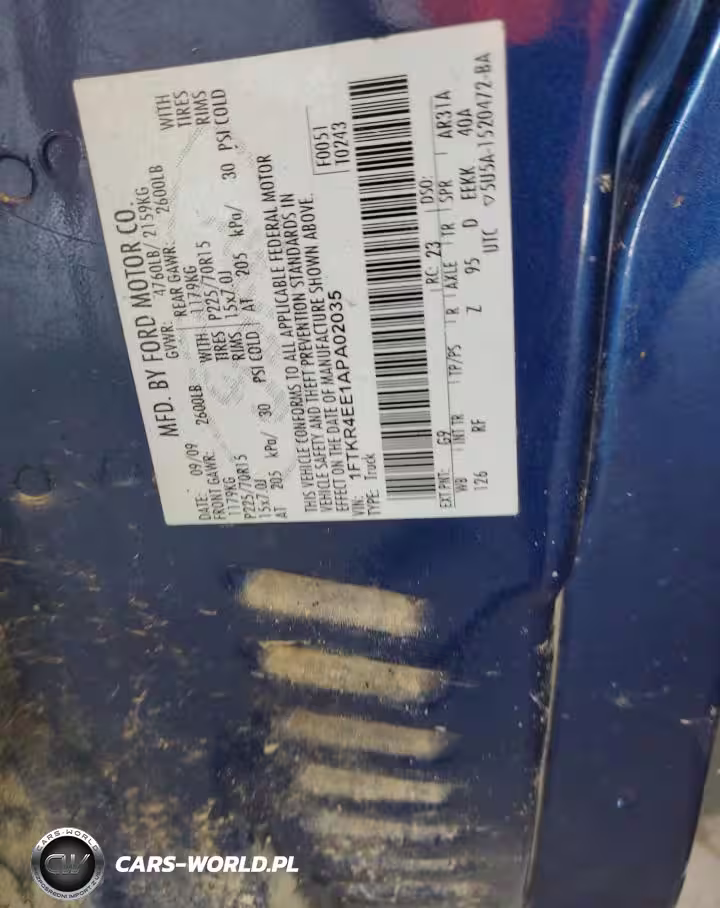 MFD. BY FORD MOTOR CO.
DATE: 09/09 GVWR: 4760LB/ 2159KG
FRONT GAWR: 2600LB REAR GAWR: 2600LB
1179KG WITH 1179KG WITH
P225/70R15 TIRES P225/70R15 TIRES
15x7.0J RIMS 15x7.0J RIMS
AT 205 kPa/ 30 PSI COLD AT 205 kPa/ 30 PSI COLD
THIS VEHICLE CONFORMS TO ALL APPLICABLE FEDERAL MOTOR
VEHICLE SAFETY AND THEFT PREVENTION STANDARDS IN
EFFECT ON THE DATE OF MANUFACTURE SHOWN ABOVE.
VIN: 1FTKR4EE1APA02035
TYPE: Truck
F0051
10243
EXT PNT: G9 RC: 23 DSO:
WB INT TR TP/PS R AXLE TR SPR AR3TA
126 RF Z 95 D EEKK 40A
UTC ▽5U5A-1520472-BA
CARS-WORLD
CW
CARS-WORLD.PL